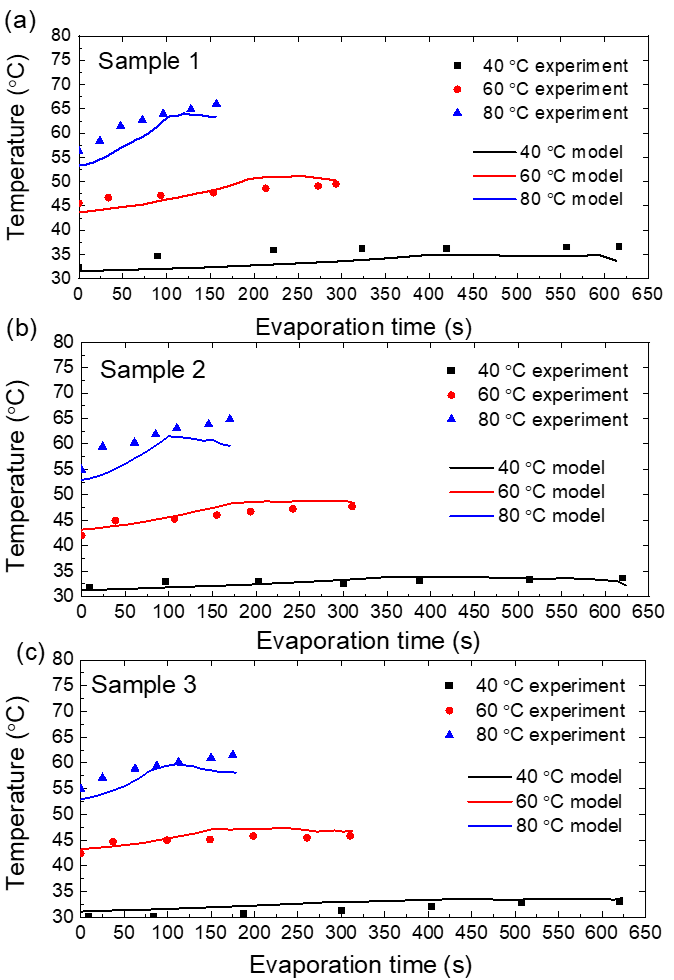 (a)
80
75
70
65
60
55
50
45
40
35
30
Temperature (°C)
Sample 1
40 °C experiment
60 °C experiment
80 °C experiment
40 °C model
60 °C model
80 °C model
0 50 100 150 200 250 300 350 400 450 500 550 600 650
Evaporation time (s)
(b)
80
75
70
65
60
55
50
45
40
35
30
Temperature (°C)
Sample 2
40 °C experiment
60 °C experiment
80 °C experiment
40 °C model
60 °C model
80 °C model
0 50 100 150 200 250 300 350 400 450 500 550 600 650
Evaporation time (s)
(c)
80
75
70
65
60
55
50
45
40
35
30
Temperature (°C)
Sample 3
40 °C experiment
60 °C experiment
80 °C experiment
40 °C model
60 °C model
80 °C model
0 50 100 150 200 250 300 350 400 450 500 550 600 650
Evaporation time (s)